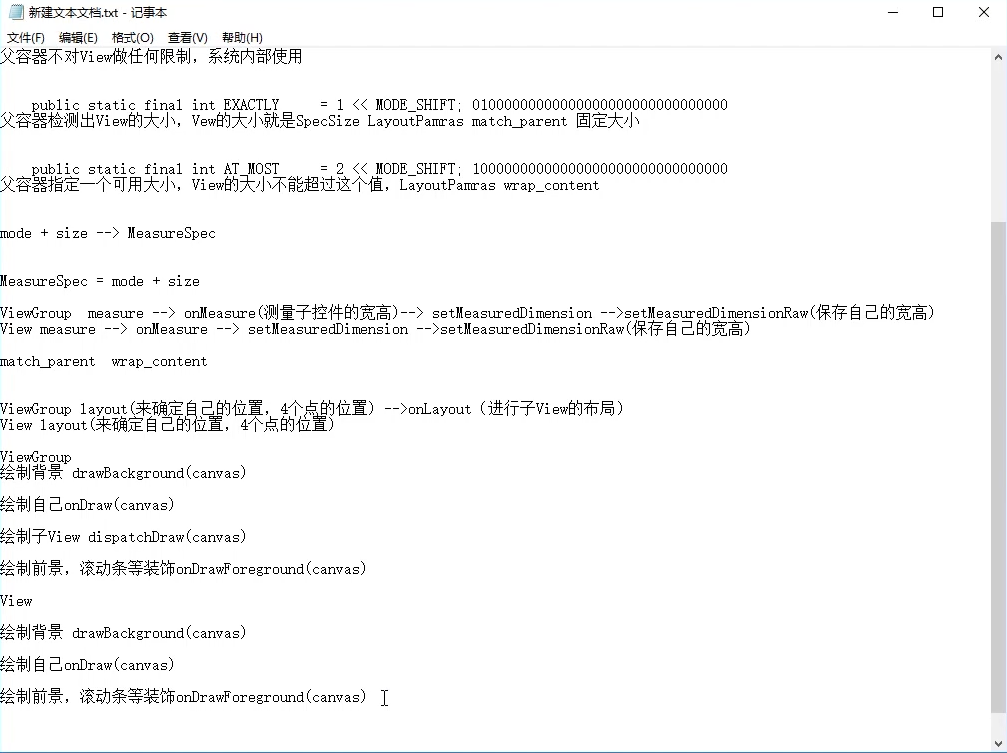 新建文本文档.txt - 记事本
文件(F) 编辑(E) 格式(O) 查看(V) 帮助(H)
父容器不对View做任何限制，系统内部使用
public static final int EXACTLY = 1 << MODE_SHIFT; 01000000000000000000000000000000
父容器检测出View的大小，Vew的大小就是SpecSize LayoutPamras match_parent 固定大小
public static final int AT_MOST = 2 << MODE_SHIFT; 10000000000000000000000000000000
父容器指定一个可用大小，View的大小不能超过这个值，LayoutPamras wrap_content
mode + size --> MeasureSpec
MeasureSpec = mode + size
ViewGroup measure --> onMeasure(测量子控件的宽高)--> setMeasuredDimension -->setMeasuredDimensionRaw(保存自己的宽高)
View measure --> onMeasure --> setMeasuredDimension -->setMeasuredDimensionRaw(保存自己的宽高)
match_parent wrap_content
ViewGroup layout(来确定自己的位置，4个点的位置) -->onLayout（进行子View的布局）
View layout(来确定自己的位置，4个点的位置)
ViewGroup
绘制背景 drawBackground(canvas)
绘制自己onDraw(canvas)
绘制子View dispatchDraw(canvas)
绘制前景，滚动条等装饰onDrawForeground(canvas)
View
绘制背景 drawBackground(canvas)
绘制自己onDraw(canvas)
绘制前景，滚动条等装饰onDrawForeground(canvas)